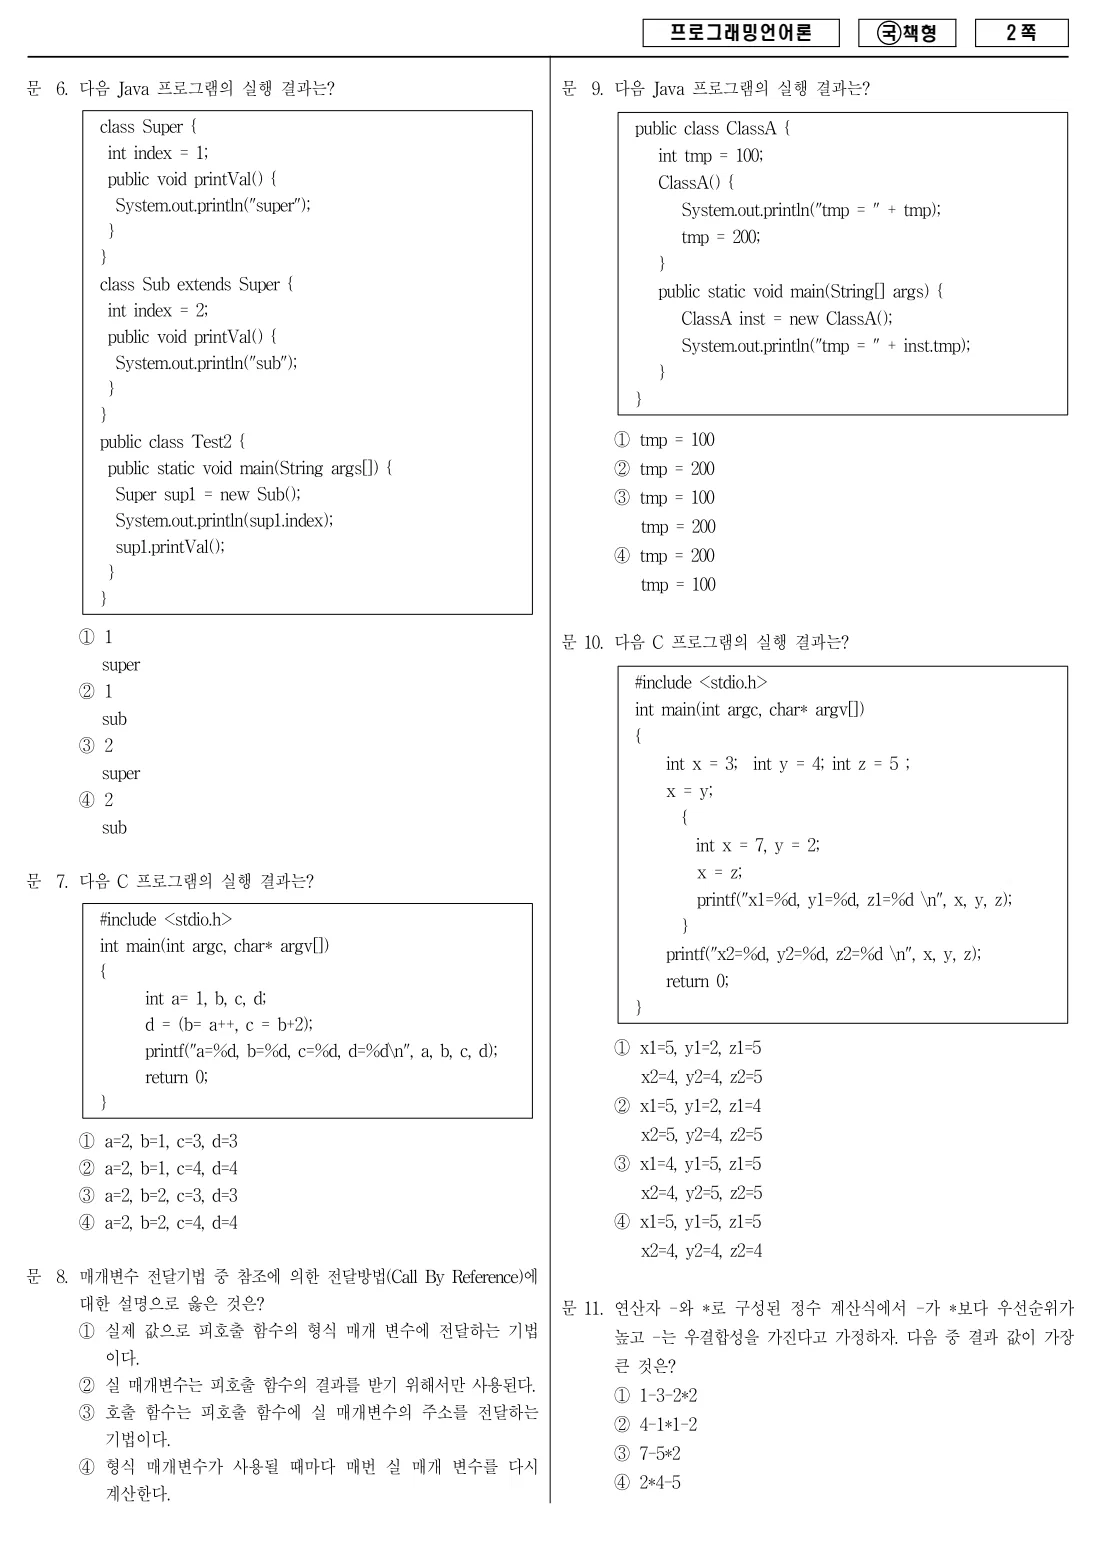 프로그래밍언어론
국책형
2쪽
문 6. 다음 Java 프로그램의 실행 결과는?
class Super {
int index = 1;
public void printVal() {
System.out.println("super");
}
}
class Sub extends Super {
int index = 2;
public void printVal() {
System.out.println("sub");
}
}
public class Test2 {
public static void main(String args[]) {
Super sup1 = new Sub();
System.out.println(sup1.index);
sup1.printVal();
}
}
① 1
super
② 1
sub
③ 2
super
④ 2
sub
문 7. 다음 C 프로그램의 실행 결과는?
#include <stdio.h>
int main(int argc, char* argv[])
{
int a= 1, b, c, d;
d = (b= a++, c = b+2);
printf("a=%d, b=%d, c=%d, d=%d\n", a, b, c, d);
return 0;
}
① a=2, b=1, c=3, d=3
② a=2, b=1, c=4, d=4
③ a=2, b=2, c=3, d=3
④ a=2, b=2, c=4, d=4
문 8. 매개변수 전달기법 중 참조에 의한 전달방법(Call By Reference)에
대한 설명으로 옳은 것은?
① 실제 값으로 피호출 함수의 형식 매개 변수에 전달하는 기법
이다.
② 실 매개변수는 피호출 함수의 결과를 받기 위해서만 사용된다.
③ 호출 함수는 피호출 함수에 실 매개변수의 주소를 전달하는
기법이다.
④ 형식 매개변수가 사용될 때마다 매번 실 매개 변수를 다시
계산한다.
문 9. 다음 Java 프로그램의 실행 결과는?
public class ClassA {
int tmp = 100;
ClassA() {
System.out.println("tmp = " + tmp);
tmp = 200;
}
public static void main(String[] args) {
ClassA inst = new ClassA();
System.out.println("tmp = " + inst.tmp);
}
}
① tmp = 100
② tmp = 200
③ tmp = 100
tmp = 200
④ tmp = 200
tmp = 100
문 10. 다음 C 프로그램의 실행 결과는?
#include <stdio.h>
int main(int argc, char* argv[])
{
int x = 3; int y = 4; int z = 5 ;
x = y;
{
int x = 7, y = 2;
x = z;
printf("x1=%d, y1=%d, z1=%d \n", x, y, z);
}
printf("x2=%d, y2=%d, z2=%d \n", x, y, z);
return 0;
}
① x1=5, y1=2, z1=5
x2=4, y2=4, z2=5
② x1=5, y1=2, z1=4
x2=5, y2=4, z2=5
③ x1=4, y1=5, z1=5
x2=4, y2=5, z2=5
④ x1=5, y1=5, z1=5
x2=4, y2=4, z2=4
문 11. 연산자 -와 *로 구성된 정수 계산식에서 -가 *보다 우선순위가
높고 -는 우결합성을 가진다고 가정하자. 다음 중 결과 값이 가장
큰 것은?
① 1-3-2*2
② 4-1*1-2
③ 7-5*2
④ 2*4-5